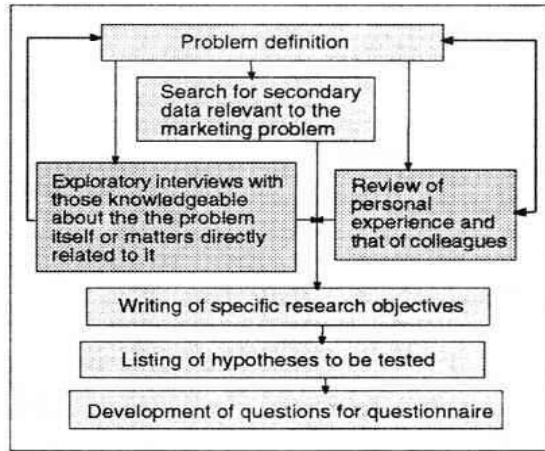 Problem definition
Search for secondary
data relevant to the
marketing problem
Exploratory interviews with
those knowledgeable
about the the problem
itself or matters directly
related to it
Review of
personal
experience and
that of colleagues
Writing of specific research objectives
Listing of hypotheses to be tested
Development of questions for questionnaire